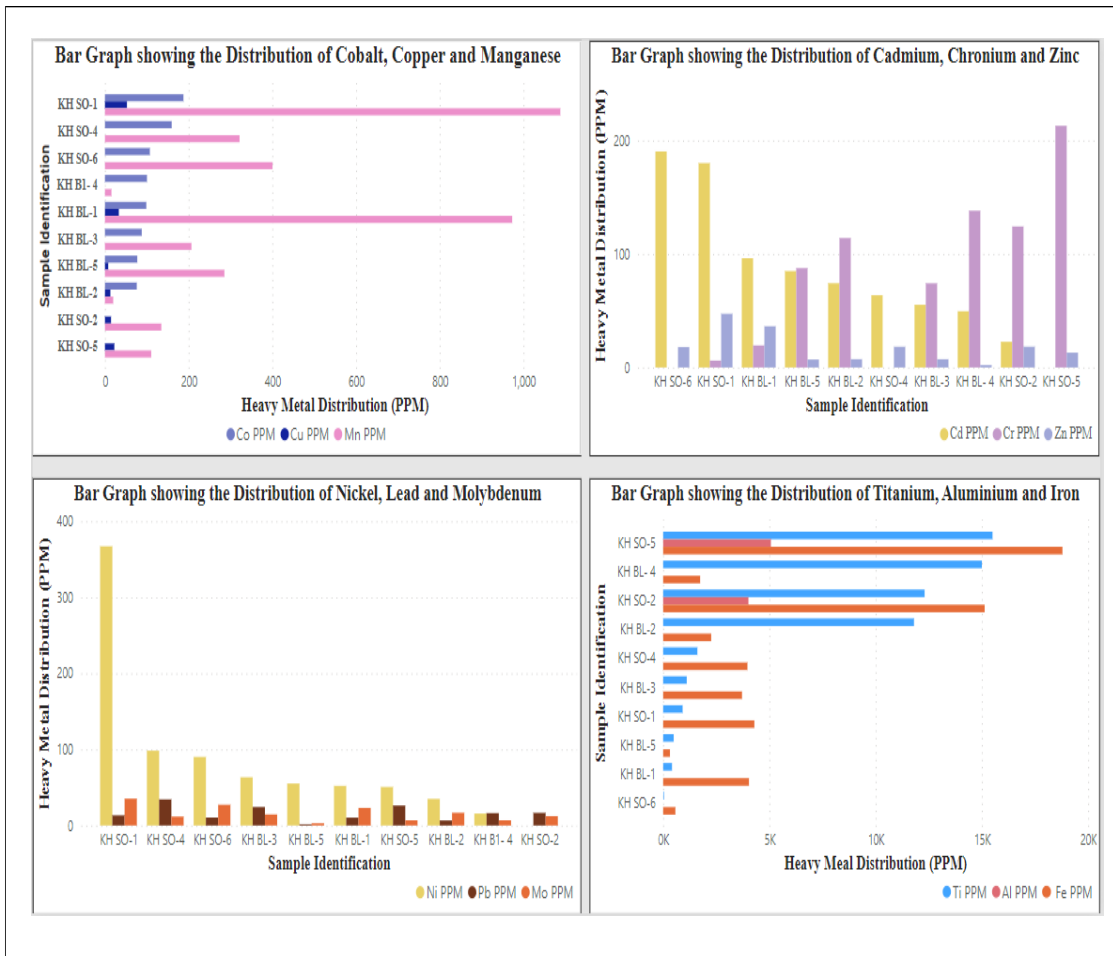 Bar Graph showing the Distribution of Cobalt, Copper and Manganese
Sample Identification
KH SO-1
KH SO-4
KH SO-6
KH B1- 4
KH BL-1
KH BL-3
KH BL-5
KH BL-2
KH SO-2
KH SO-5
0 200 400 600 800 1,000
Heavy Metal Distribution (PPM)
Co PPM Cu PPM Mn PPM
Bar Graph showing the Distribution of Cadmium, Chronium and Zinc
Heavy Metal Distribution (PPM)
200
100
0
KH SO-6 KH SO-1 KH BL-1 KH BL-5 KH BL-2 KH SO-4 KH BL-3 KH BL- 4 KH SO-2 KH SO-5
Sample Identification
Cd PPM Cr PPM Zn PPM
Bar Graph showing the Distribution of Nickel, Lead and Molybdenum
Heavy Metal Distribution (PPM)
400
300
200
100
0
KH SO-1 KH SO-4 KH SO-6 KH BL-3 KH BL-5 KH BL-1 KH SO-5 KH BL-2 KH B1- 4 KH SO-2
Sample Identification
Ni PPM Pb PPM Mo PPM
Bar Graph showing the Distribution of Titanium, Aluminium and Iron
Sample Identification
KH SO-5
KH BL- 4
KH SO-2
KH BL-2
KH SO-4
KH BL-3
KH SO-1
KH BL-5
KH BL-1
KH SO-6
0K 5K 10K 15K 20K
Heavy Meal Distribution (PPM)
Ti PPM Al PPM Fe PPM